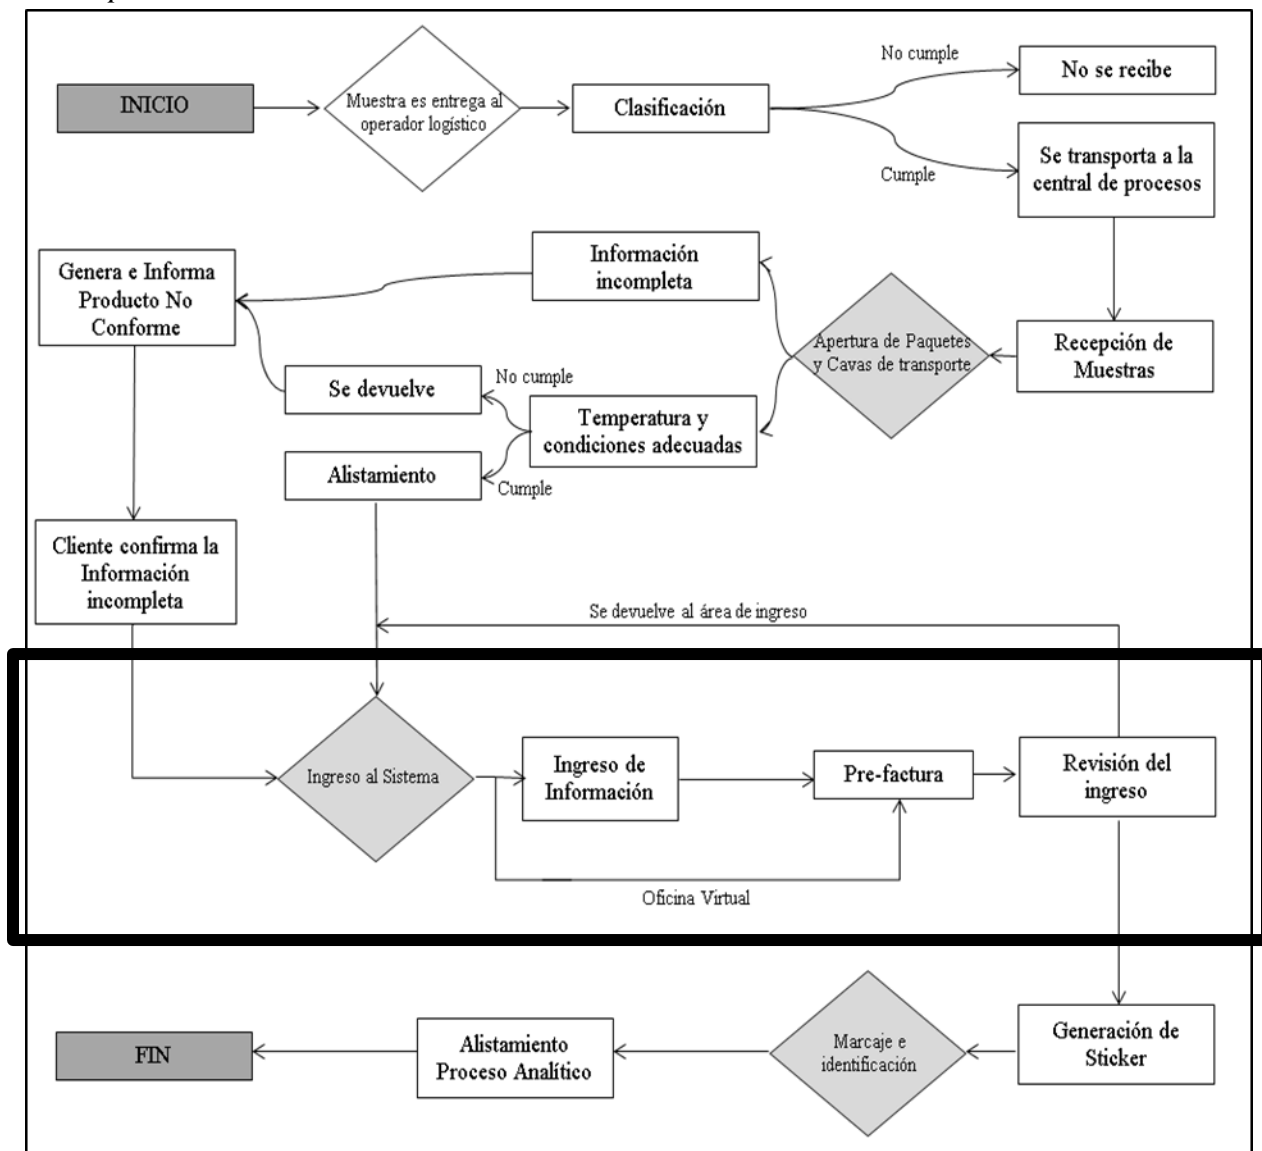 INICIO
Muestra es entrega al
operador logístico
Clasificación
No cumple
No se recibe
Cumple
Se transporta a la
central de procesos
Genera e Informa
Producto No
Conforme
Información
incompleta
Apertura de Paquetes
y Cavas de transporte
Recepción de
Muestras
Se devuelve
No cumple
Temperatura y
condiciones adecuadas
Alistamiento
Cumple
Cliente confirma la
Información
incompleta
Se devuelve al área de ingreso
Ingreso al Sistema
Ingreso de
Información
Pre-factura
Revisión del
ingreso
Oficina Virtual
FIN
Alistamiento
Proceso Analítico
Marcaje e
identificación
Generación de
Sticker